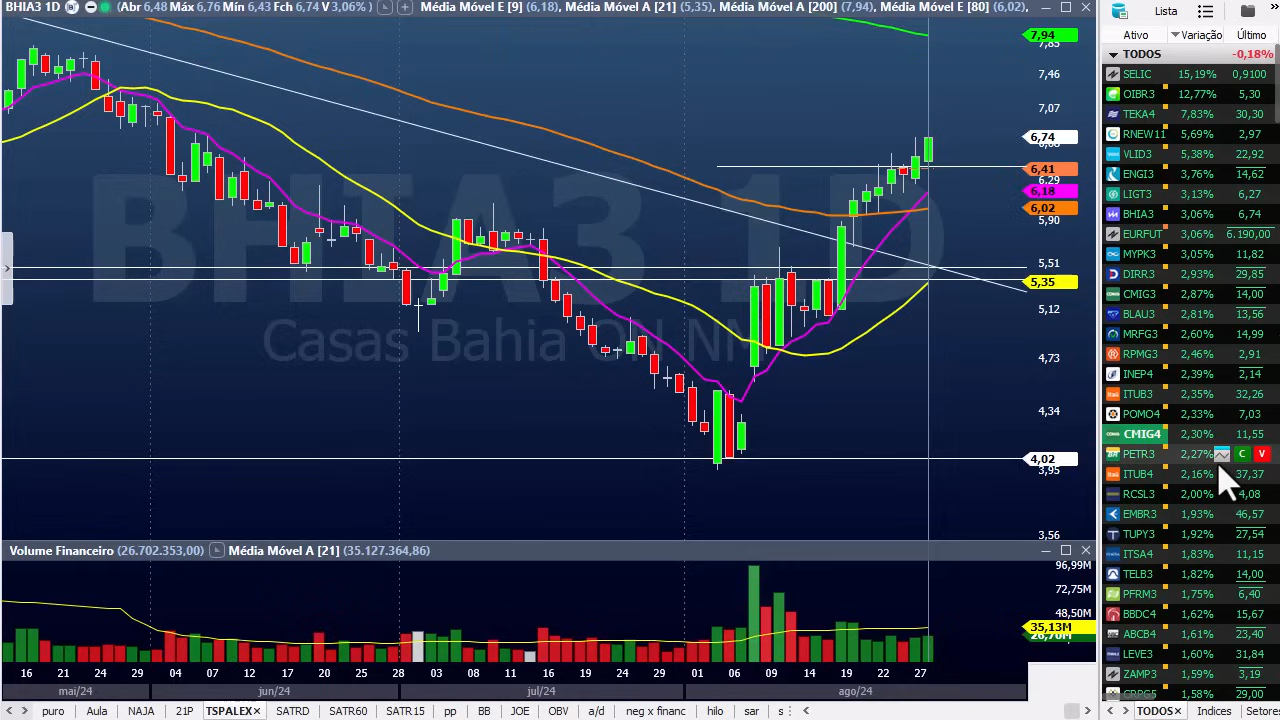 BHIA3 1D Abr 6,48 Máx 6,76 Mín 6,43 Fch 6,74 V 3,06% Média Móvel E [9] (6,18), Média Móvel A [21] (5,35), Média Móvel A [200] (7,94), Média Móvel E [80] (6,02),
BHIA3 1D
Casas Bahia ON NM
7,94
7,85
7,46
7,07
6,74
6,41
6,29
6,18
6,02
5,90
5,51
5,35
5,12
4,73
4,34
4,02
3,95
3,56
Volume Financeiro (26.702.353,00) Média Móvel A [21] (35.127.364,86)
96,99M
72,75M
48,50M
35,13M
26,70M
16 21 24 29 04 07 12 17 20 25 28 03 08 11 16 19 24 29 01 06 09 14 19 22 27
mai/24 jun/24 jul/24 ago/24
puro Aula NAJA 21P TSPALEX SETRD SETR60 SETR15 pp BB JOE OBV a/d neg x financ hilo sar s
Lista
Ativo Variação Último
TODOS -0,18%
SELIC 15,19% 0,9100
OIBR3 12,77% 5,30
TEKA4 7,83% 30,30
RNEW11 5,69% 2,97
VLID3 5,38% 22,92
ENGI3 3,76% 14,62
LIGT3 3,13% 6,27
BHIA3 3,06% 6,74
EURFUT 3,06% 6.190,00
MYPK3 3,05% 11,82
DIRR3 2,93% 29,85
CMIG3 2,87% 14,00
BLAU3 2,81% 13,56
MRFG3 2,60% 14,99
RPMG3 2,46% 2,91
INEP4 2,39% 2,14
ITUB3 2,35% 32,26
POMO4 2,33% 7,03
CMIG4 2,30% 11,55
PETR3 2,27% C V
ITUB4 2,16% 37,37
RCSL3 2,00% 4,08
EMBR3 1,93% 46,57
TUPY3 1,92% 27,54
ITSA4 1,83% 11,15
TELB3 1,82% 14,00
PFRM3 1,75% 6,40
BBDC4 1,62% 15,67
ABCB4 1,61% 23,40
LEVE3 1,60% 31,84
ZAMP3 1,59% 3,19
GRPG5 1,58% 29,00
TODOS Indices Setores